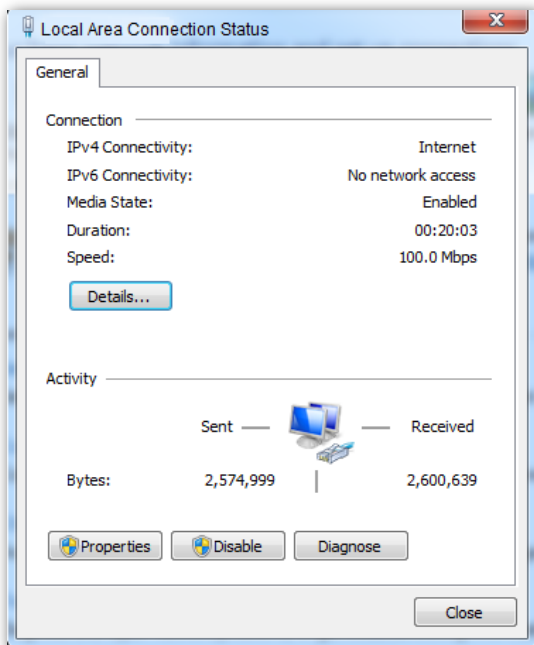 Local Area Connection Status
General
Connection
IPv4 Connectivity: Internet
IPv6 Connectivity: No network access
Media State: Enabled
Duration: 00:20:03
Speed: 100.0 Mbps
Details...
Activity
Sent Received
Bytes: 2,574,999 2,600,639
Properties Disable Diagnose
Close